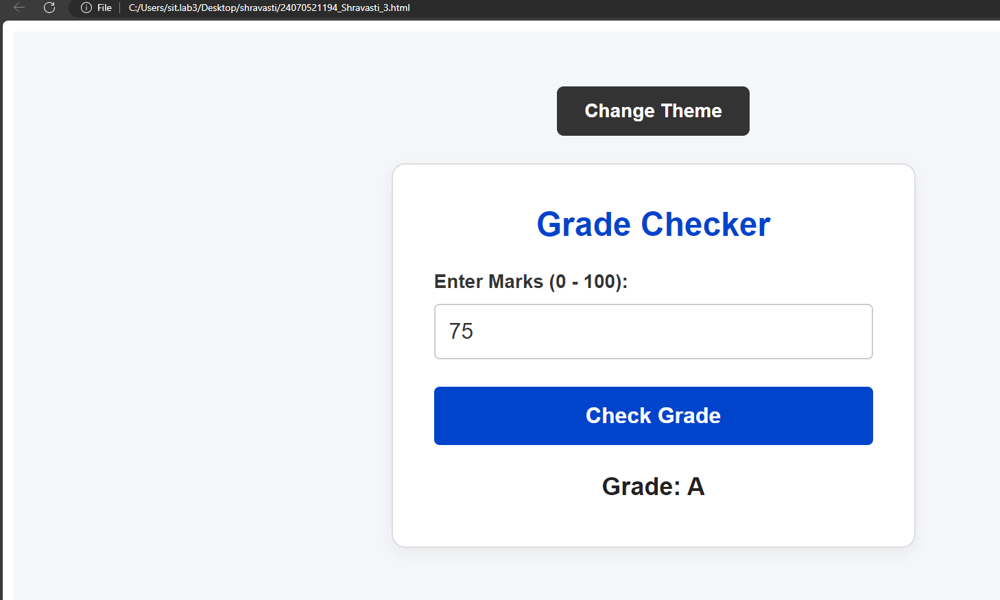 File C:/Users/sit.lab3/Desktop/shravasti/24070521194_Shravasti_3.html
Change Theme
Grade Checker
Enter Marks (0 - 100):
75
Check Grade
Grade: A